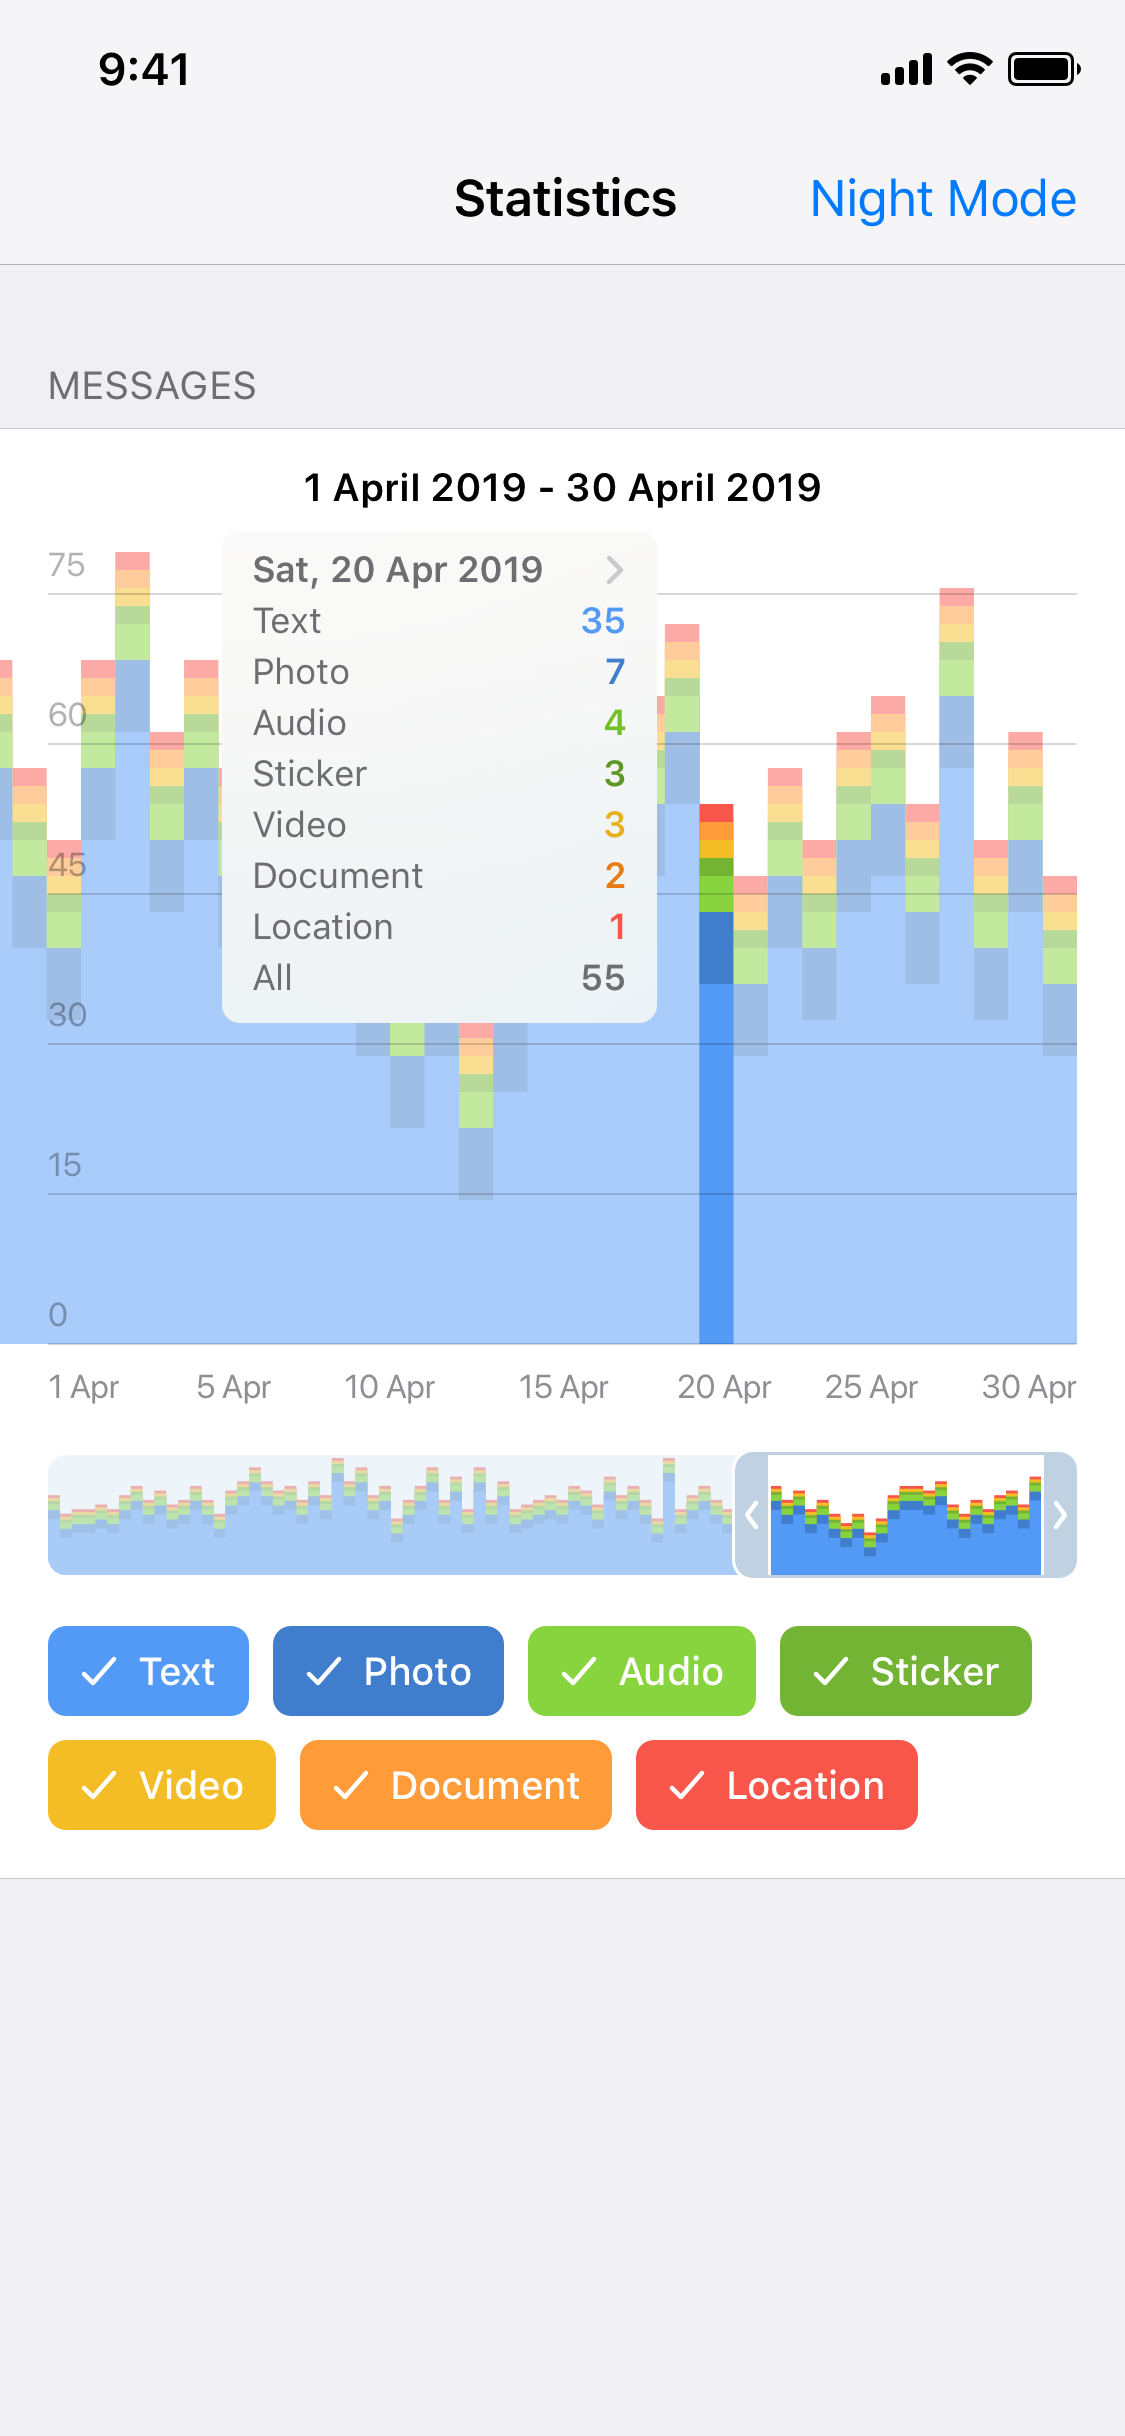 9:41
Statistics
Night Mode
MESSAGES
1 April 2019 - 30 April 2019
75
60
45
30
15
0
Sat, 20 Apr 2019
Text 35
Photo 7
Audio 4
Sticker 3
Video 3
Document 2
Location 1
All 55
1 Apr 5 Apr 10 Apr 15 Apr 20 Apr 25 Apr 30 Apr
Text Photo Audio Sticker
Video Document Location